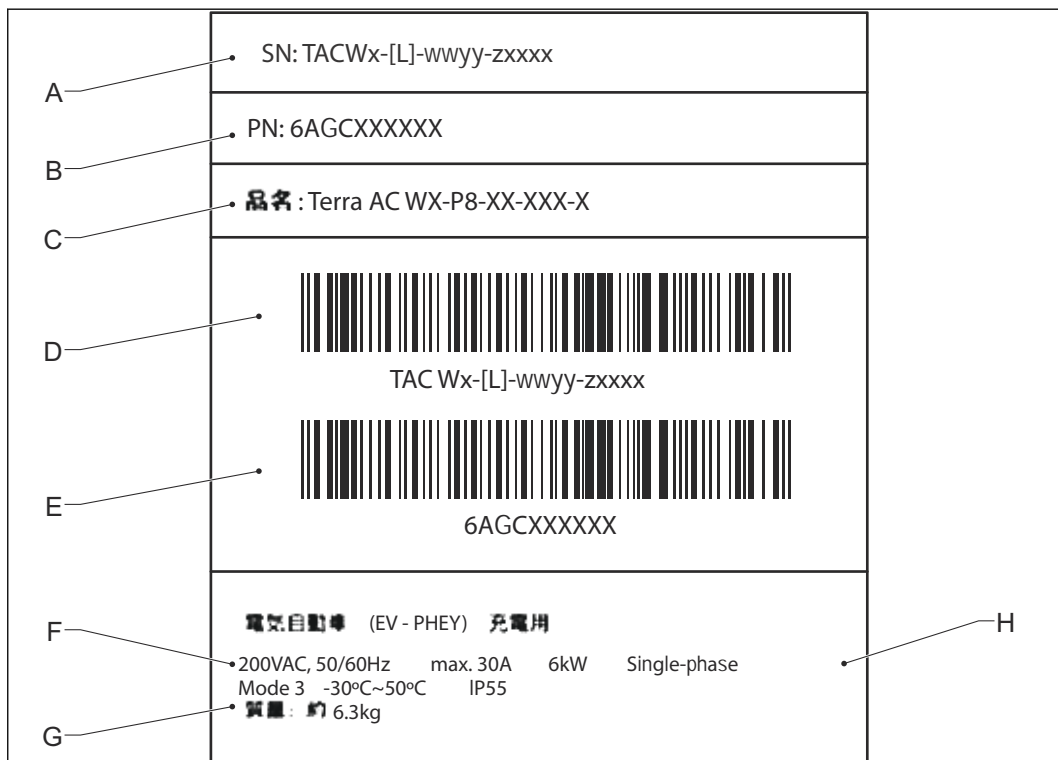 A
SN: TACWx-[L]-wwyy-zxxxx
B
PN: 6AGCXXXXXX
C
品名: Terra AC WX-P8-XX-XXX-X
D
TAC Wx-[L]-wwyy-zxxxx
E
6AGCXXXXXX
電気自動車 (EV - PHEY) 充電用
F
H
200VAC, 50/60Hz max. 30A 6kW Single-phase
Mode 3 -30ºC~50ºC IP55
G
質量: 約 6.3kg